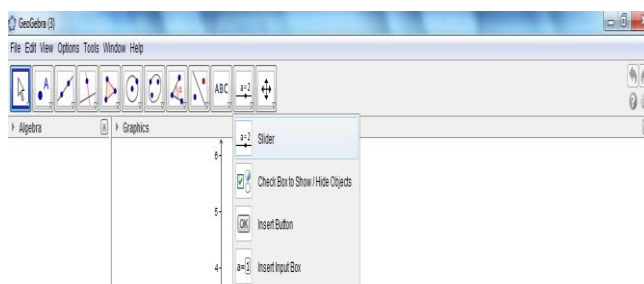 GeoGebra (3)
File Edit View Options Tools Window Help
A
ABC
a=2
Algebra
Graphics
a=2 Slider
Check Box to Show / Hide Objects
OK Insert Button
a=1 Insert Input Box
6
5
4